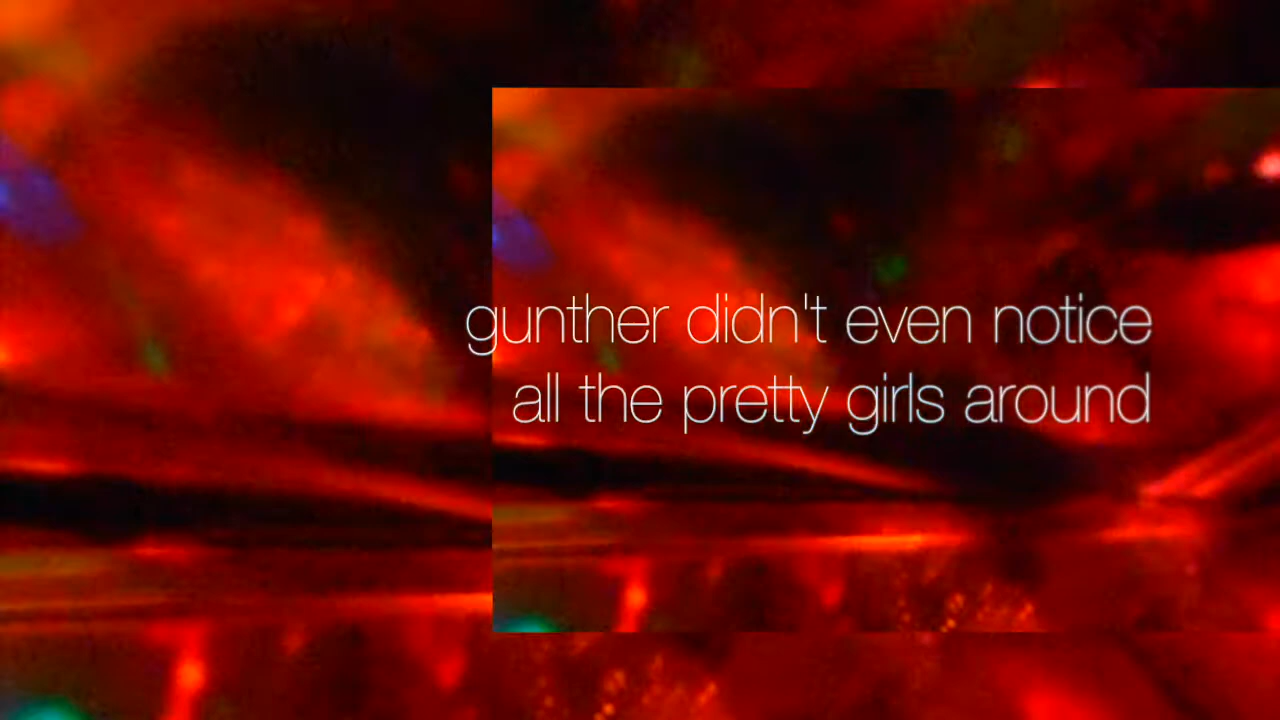 gunther didn't even notice
all the pretty girls around